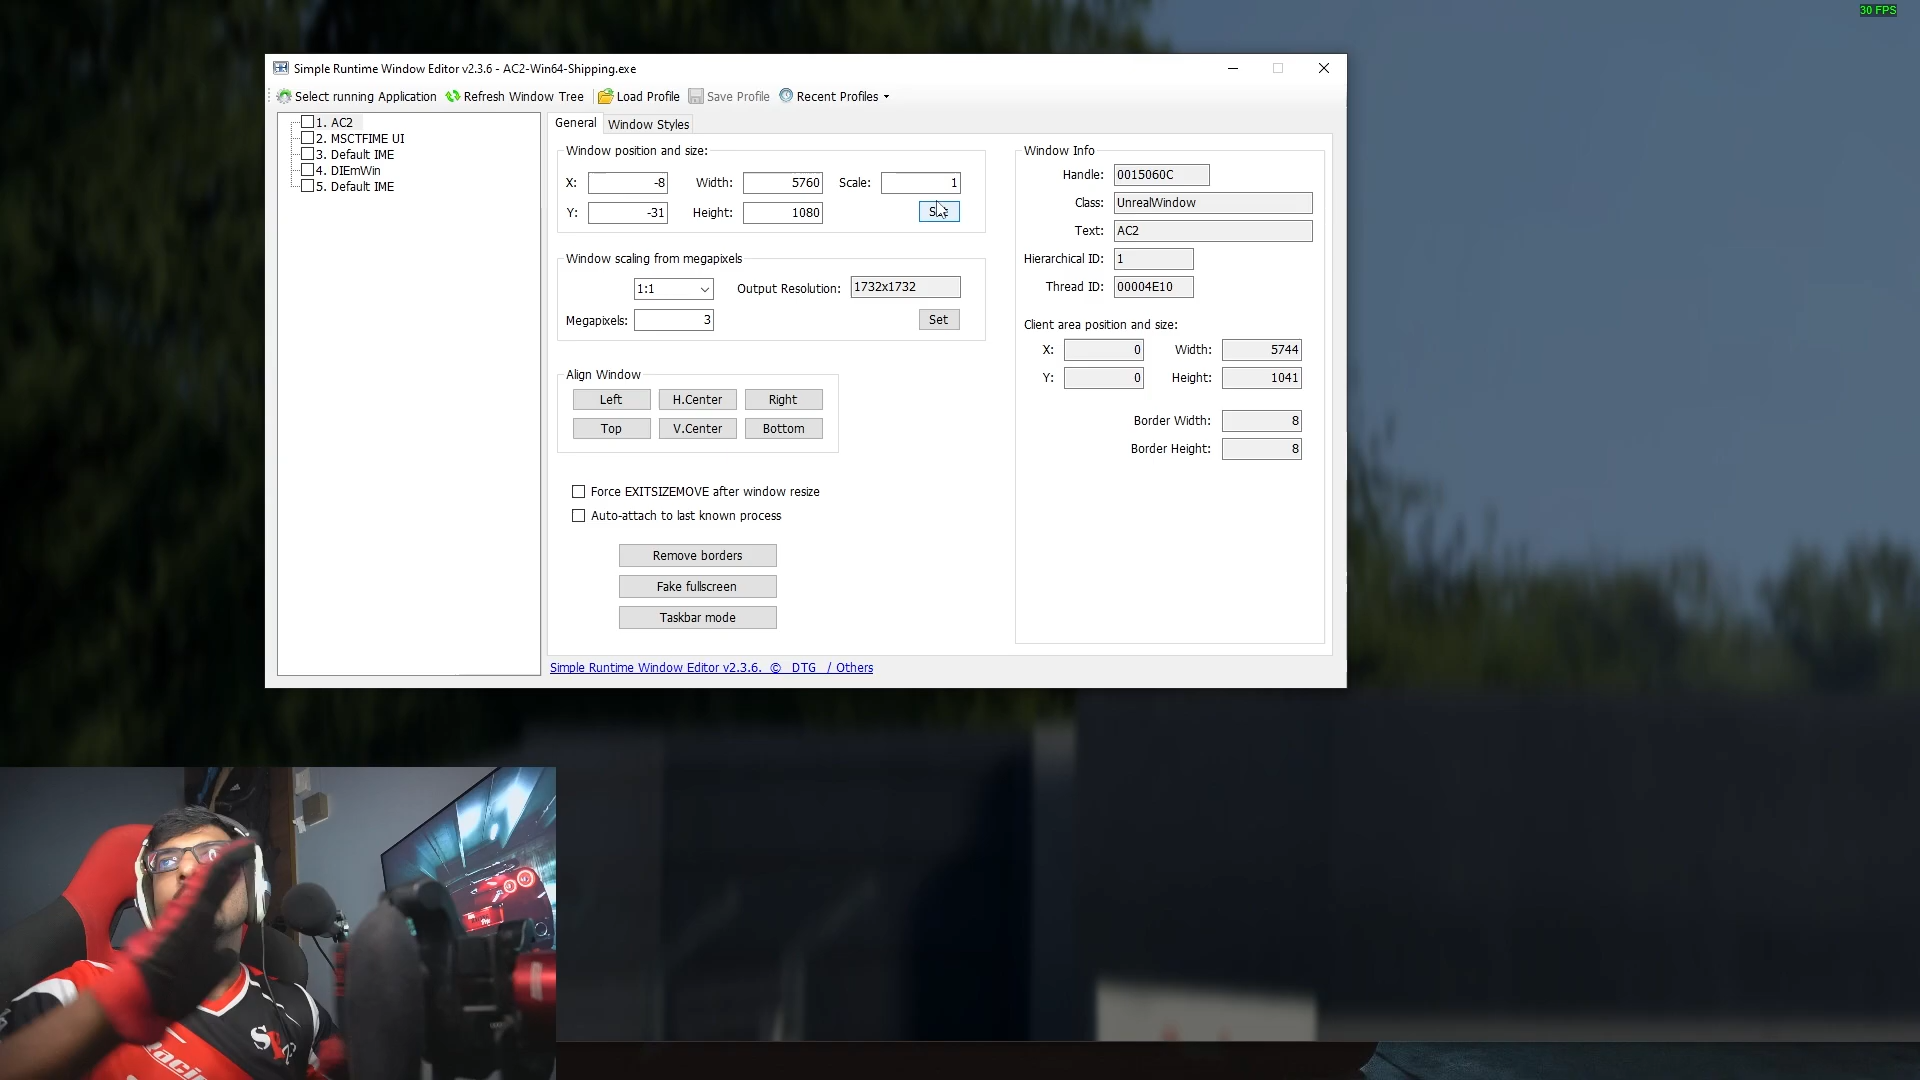 30 FPS
Simple Runtime Window Editor v2.3.6 - AC2-Win64-Shipping.exe
Select running Application Refresh Window Tree Load Profile Save Profile Recent Profiles
1. AC2
2. MSCTFIME UI
3. Default IME
4. DIEmWin
5. Default IME
General Window Styles
Window position and size:
X: -8 Width: 5760 Scale: 1
Y: -31 Height: 1080
Window scaling from megapixels
1:1 Output Resolution: 1732x1732
Megapixels: 3 Set
Align Window
Left H.Center Right
Top V.Center Bottom
Force EXITSIZEMOVE after window resize
Auto-attach to last known process
Remove borders
Fake fullscreen
Taskbar mode
Window Info
Handle: 0015060C
Class: UnrealWindow
Text: AC2
Hierarchical ID: 1
Thread ID: 00004E10
Client area position and size:
X: 0 Width: 5744
Y: 0 Height: 1041
Border Width: 8
Border Height: 8
Simple Runtime Window Editor v2.3.6. © DTG / Others